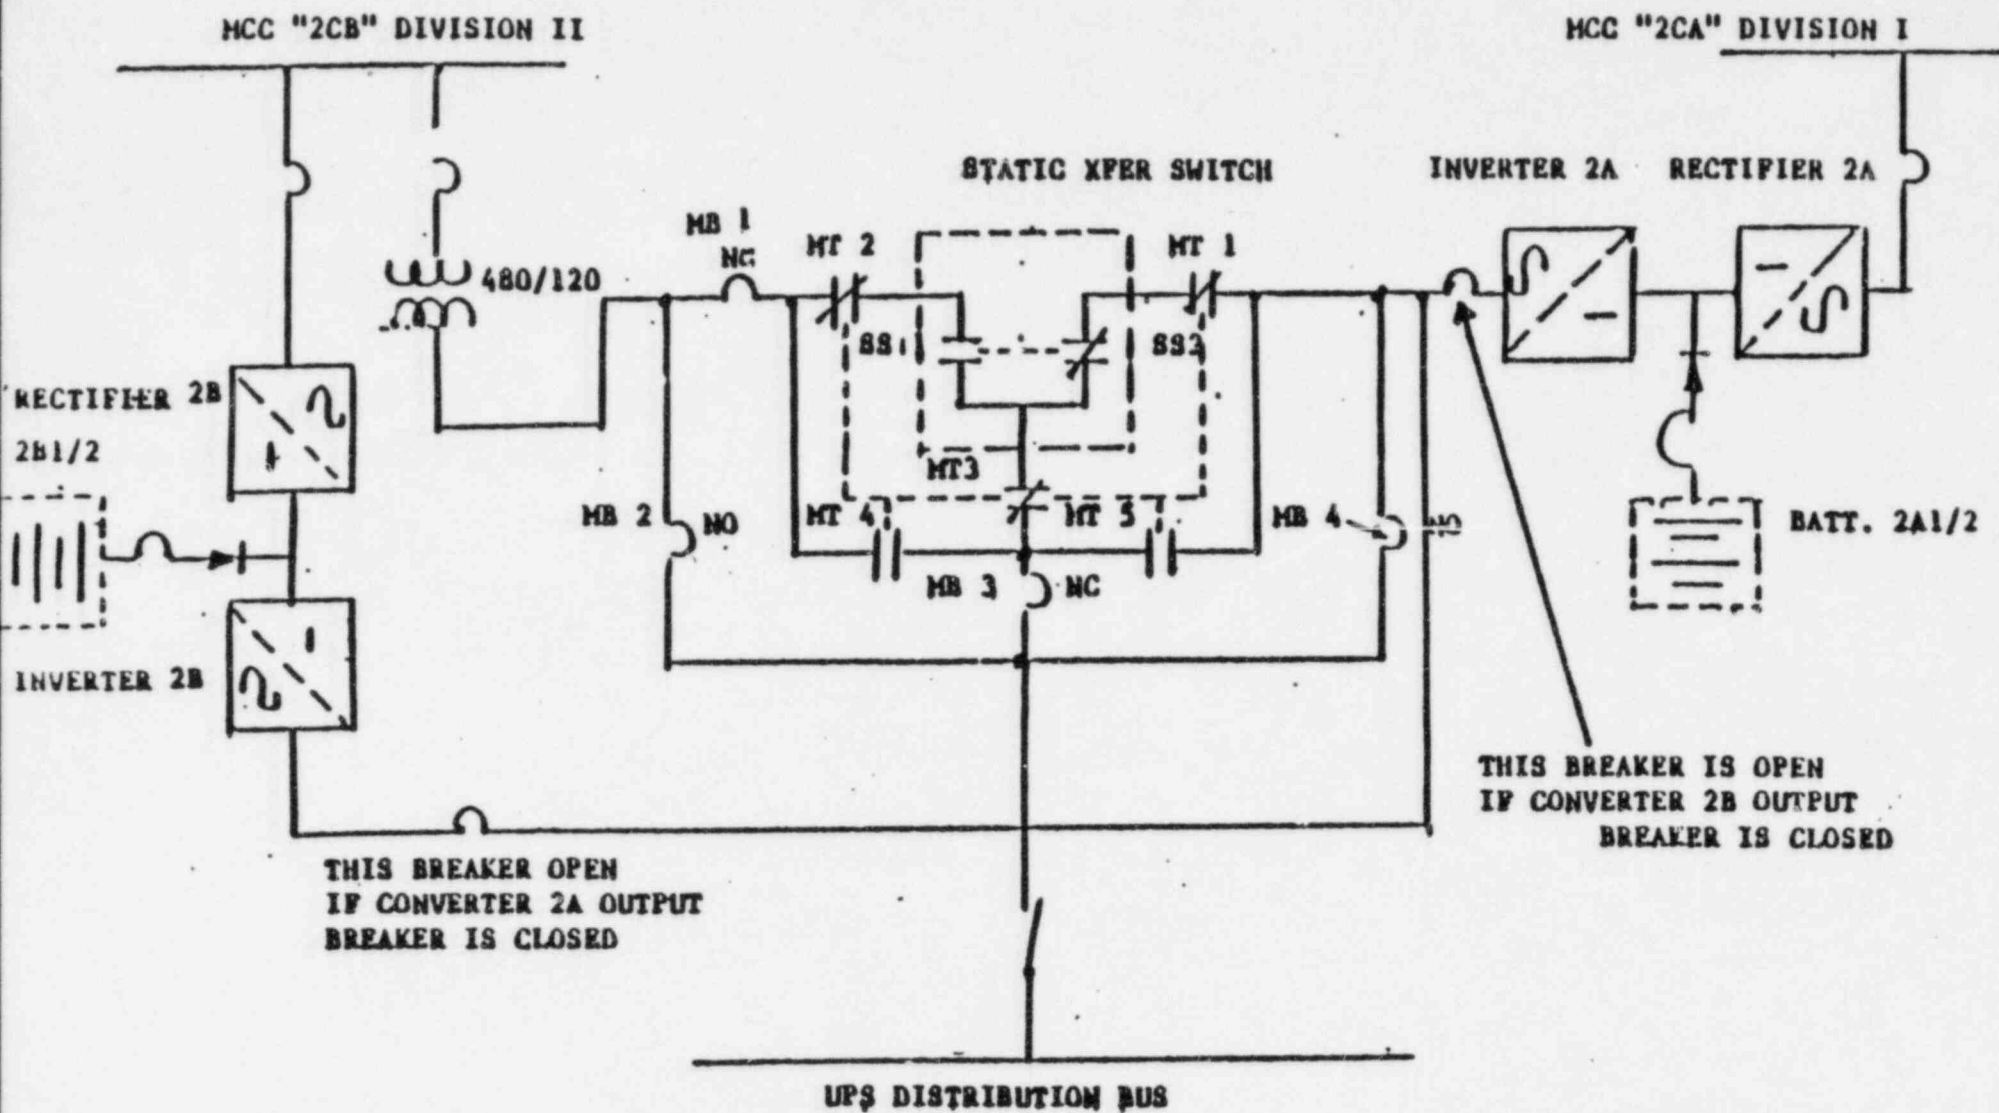 MCC "2CB" DIVISION II
MCC "2CA" DIVISION I
STATIC XFER SWITCH
INVERTER 2A
RECTIFIER 2A
MB 1
NC
MT 2
MT 1
480/120
SS1
SS2
RECTIFIER 2B
2B1/2
MT3
MB 2
NO
MT 4
MT 5
MB 4
NO
BATT. 2A1/2
MB 3
NC
INVERTER 2B
THIS BREAKER IS OPEN
IF CONVERTER 2B OUTPUT
BREAKER IS CLOSED
THIS BREAKER OPEN
IF CONVERTER 2A OUTPUT
BREAKER IS CLOSED
UPS DISTRIBUTION BUS